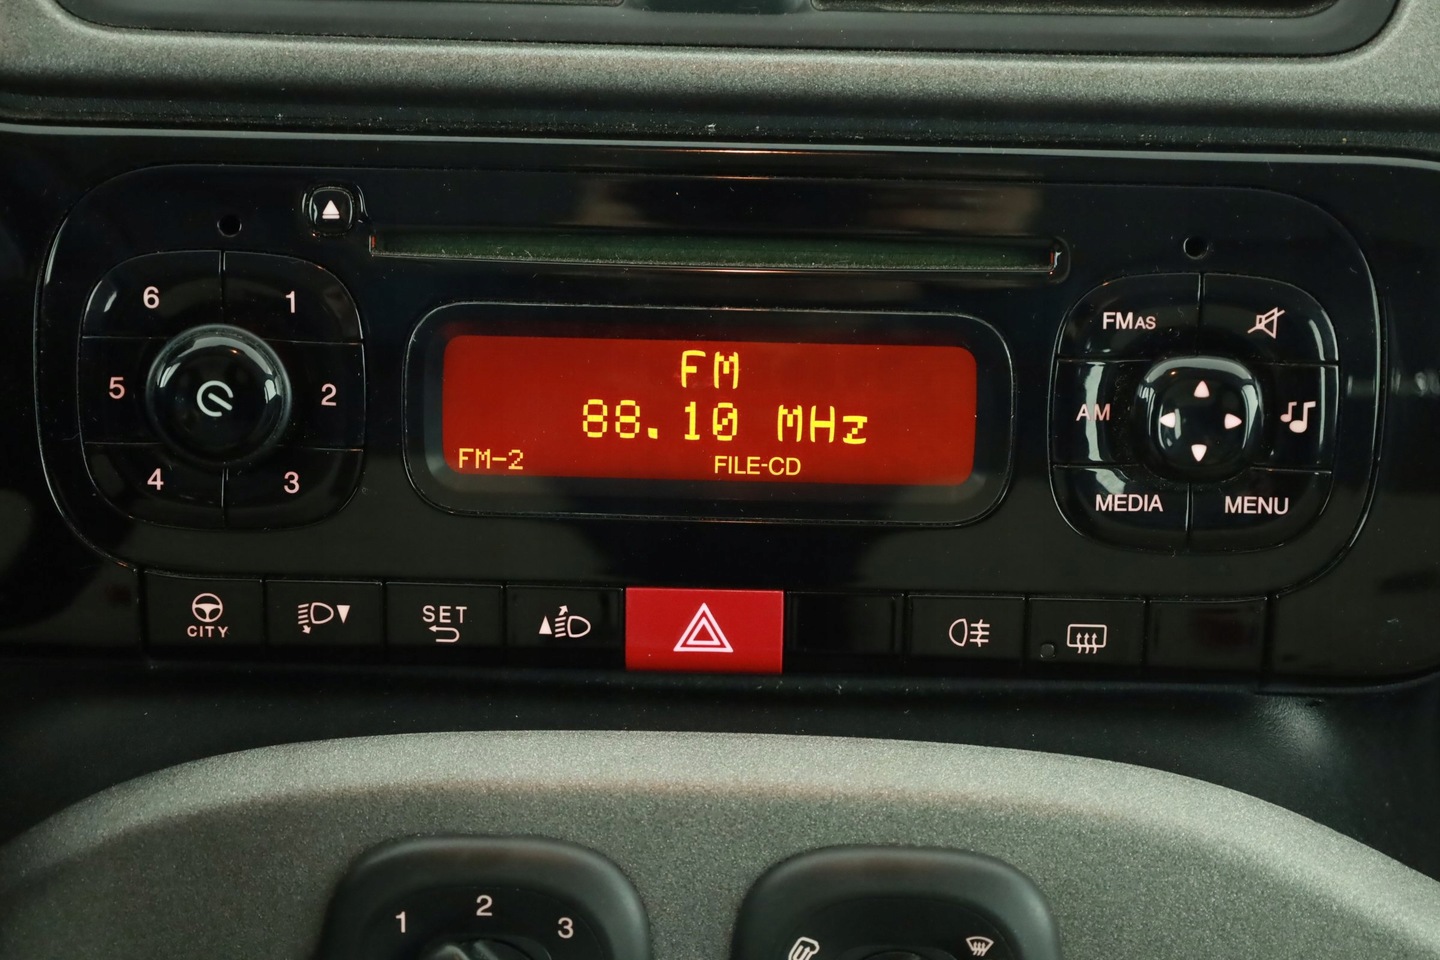 6 1
5 2
4 3
FM
88.10 MHz
FM-2 FILE-CD
FMAS
AM
MEDIA MENU
CITY
SET
1 2 3